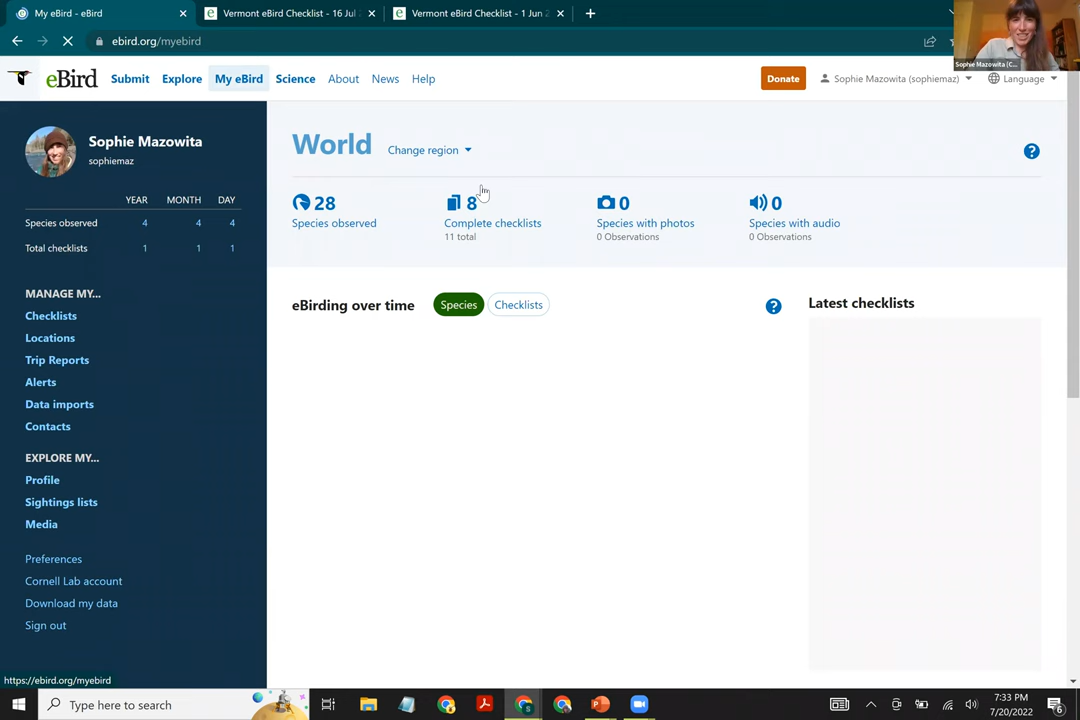 My eBird - eBird
Vermont eBird Checklist - 16 Jul
Vermont eBird Checklist - 1 Jun 2
ebird.org/myebird
Sophie Mazowita (C...
eBird Submit Explore My eBird Science About News Help
Donate Sophie Mazowita (sophiemaz) Language
Sophie Mazowita
sophiemaz
YEAR MONTH DAY
Species observed 4 4 4
Total checklists 1 1 1
MANAGE MY...
Checklists
Locations
Trip Reports
Alerts
Data imports
Contacts
EXPLORE MY...
Profile
Sightings lists
Media
Preferences
Cornell Lab account
Download my data
Sign out
World Change region ?
28
Species observed
8
Complete checklists
11 total
0
Species with photos
0 Observations
0
Species with audio
0 Observations
eBirding over time Species Checklists ?
Latest checklists
https://ebird.org/myebird
Type here to search
7:33 PM
7/20/2022
6